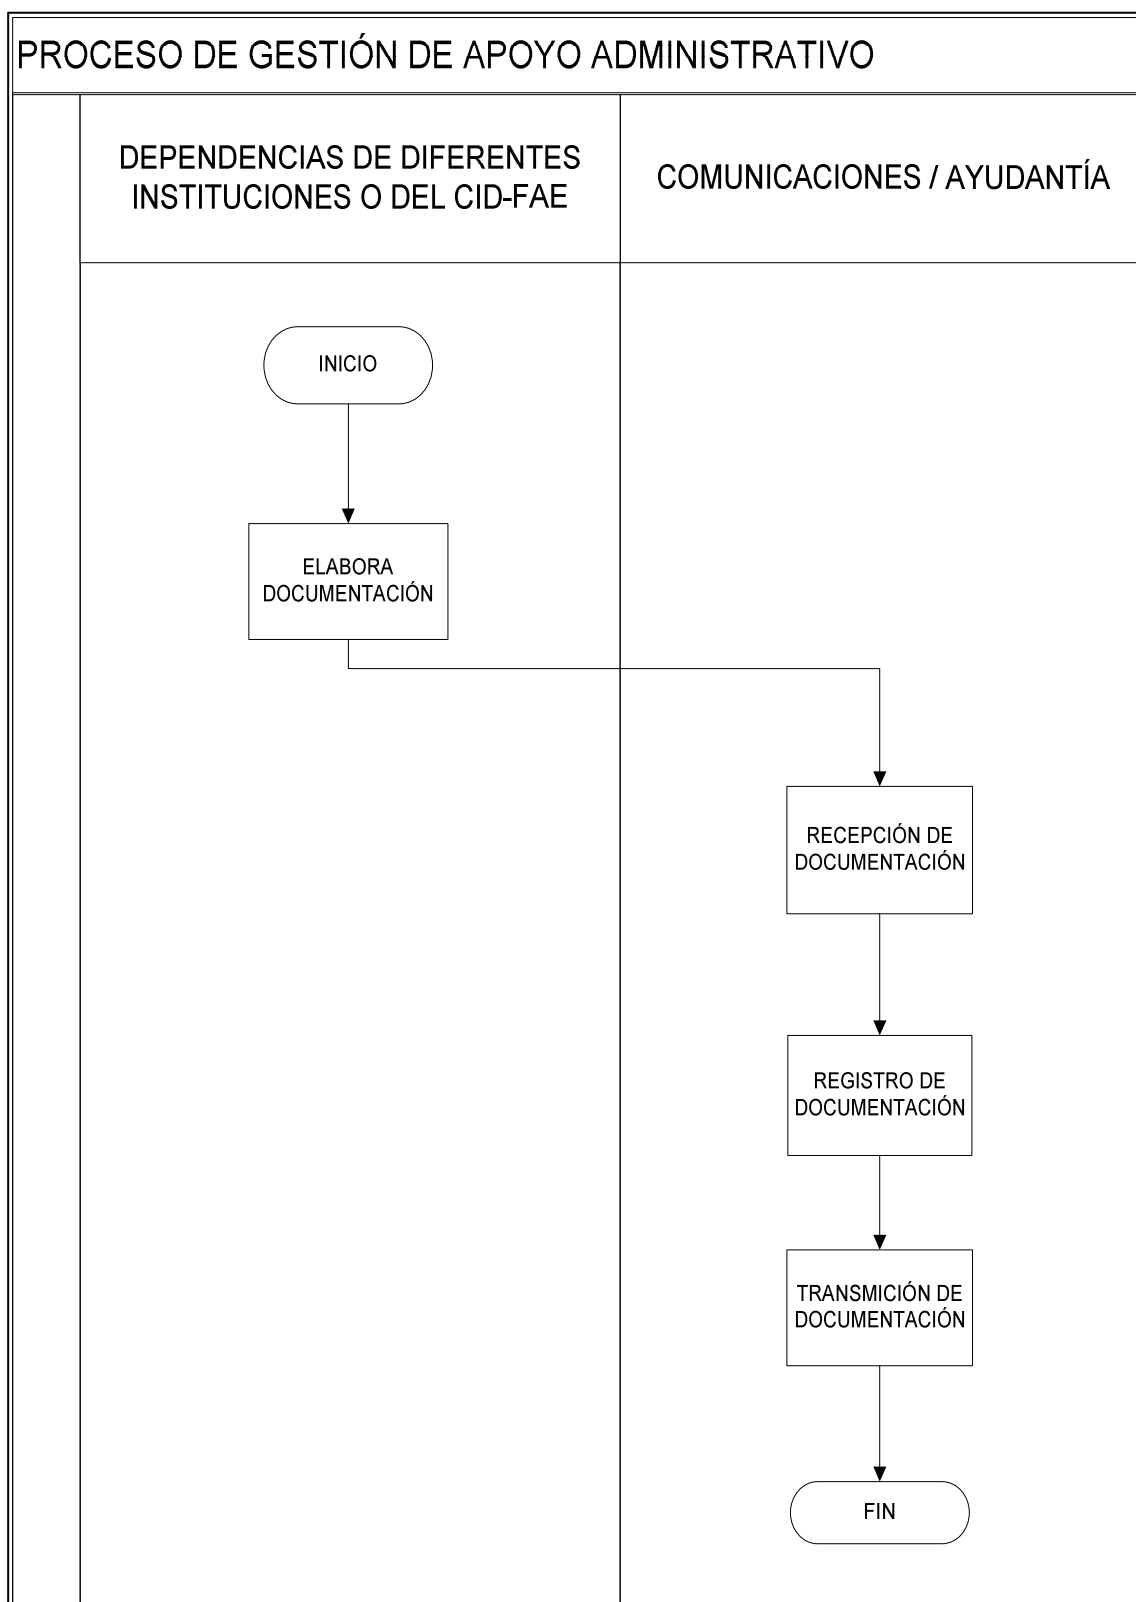 PROCESO DE GESTIÓN DE APOYO ADMINISTRATIVO
DEPENDENCIAS DE DIFERENTES
INSTITUCIONES O DEL CID-FAE
COMUNICACIONES / AYUDANTÍA
INICIO
ELABORA
DOCUMENTACIÓN
RECEPCIÓN DE
DOCUMENTACIÓN
REGISTRO DE
DOCUMENTACIÓN
TRANSMICIÓN DE
DOCUMENTACIÓN
FIN